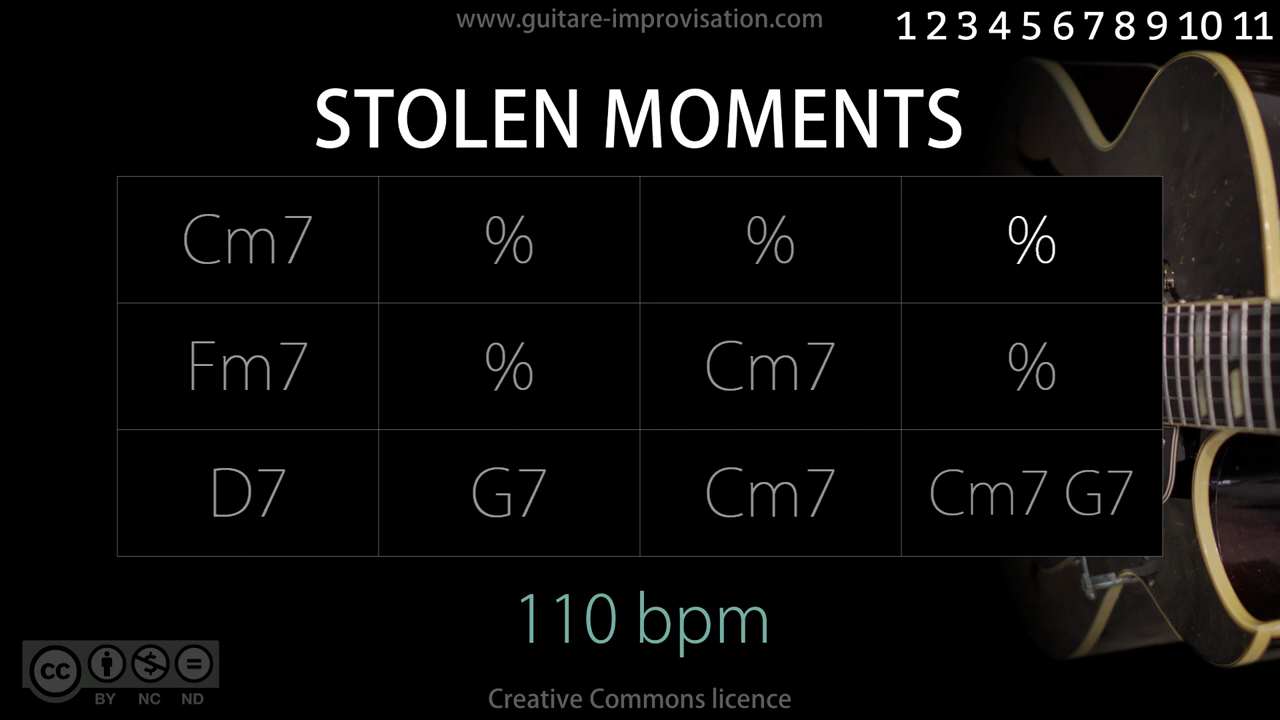 www.guitare-improvisation.com
1 2 3 4 5 6 7 8 9 10 11
STOLEN MOMENTS
Cm7 % % %
Fm7 % Cm7 %
D7 G7 Cm7 Cm7 G7
110 bpm
cc
BY NC ND
Creative Commons licence